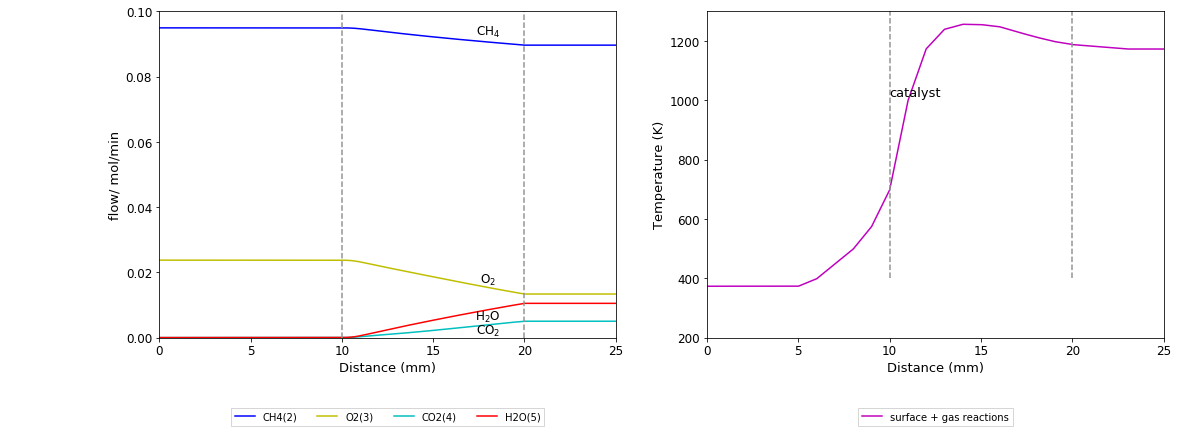 0.10
0.08
0.06
0.04
0.02
0.00
flow/ mol/min
CH₄
O₂
H₂O
CO₂
0 5 10 15 20 25
Distance (mm)
CH4(2) O2(3) CO2(4) H2O(5)
1200
1000
800
600
400
200
Temperature (K)
catalyst
0 5 10 15 20 25
Distance (mm)
surface + gas reactions